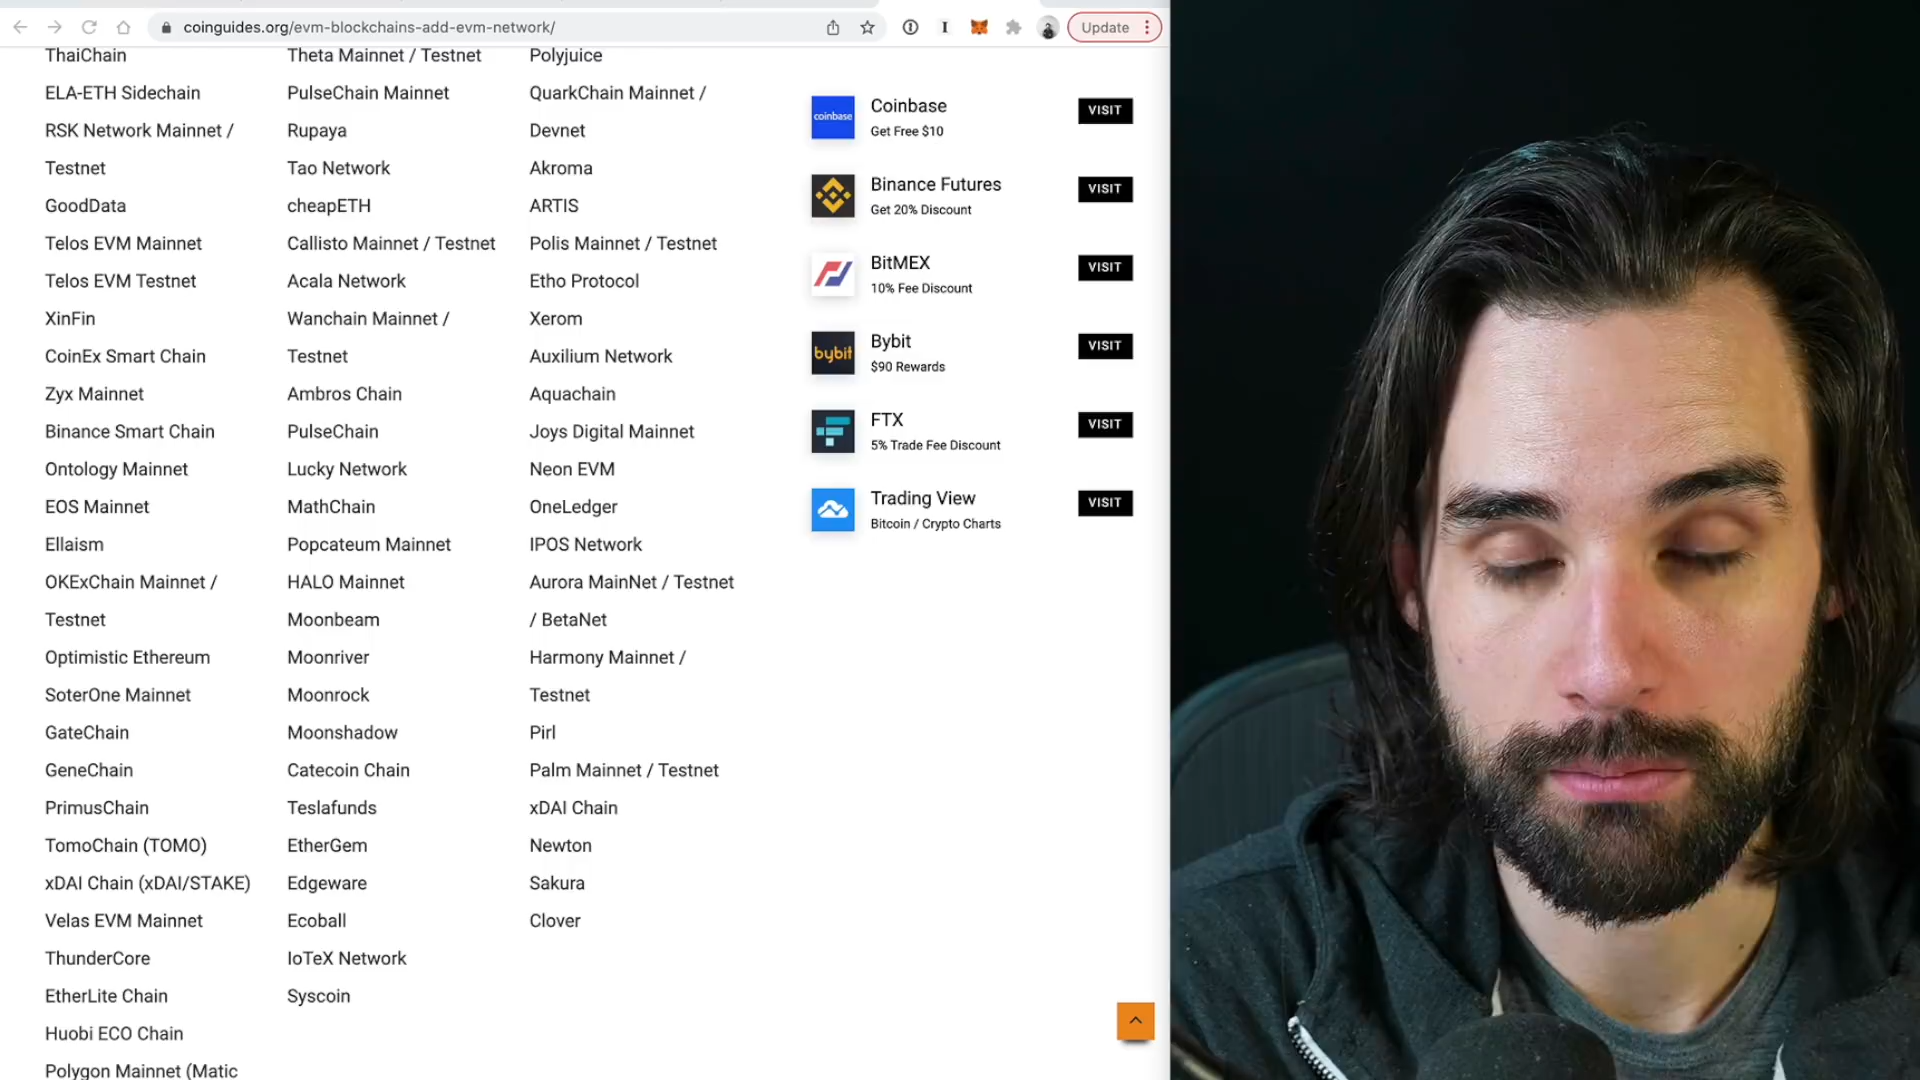 coinguides.org/evm-blockchains-add-evm-network/
Update
ThaiChain
ELA-ETH Sidechain
RSK Network Mainnet /
Testnet
GoodData
Telos EVM Mainnet
Telos EVM Testnet
XinFin
CoinEx Smart Chain
Zyx Mainnet
Binance Smart Chain
Ontology Mainnet
EOS Mainnet
Ellaism
OKExChain Mainnet /
Testnet
Optimistic Ethereum
SoterOne Mainnet
GateChain
GeneChain
PrimusChain
TomoChain (TOMO)
xDAI Chain (xDAI/STAKE)
Velas EVM Mainnet
ThunderCore
EtherLite Chain
Huobi ECO Chain
Polygon Mainnet (Matic
Theta Mainnet / Testnet
PulseChain Mainnet
Rupaya
Tao Network
cheapETH
Callisto Mainnet / Testnet
Acala Network
Wanchain Mainnet /
Testnet
Ambros Chain
PulseChain
Lucky Network
MathChain
Popcateum Mainnet
HALO Mainnet
Moonbeam
Moonriver
Moonrock
Moonshadow
Catecoin Chain
Teslafunds
EtherGem
Edgeware
Ecoball
IoTeX Network
Syscoin
Polyjuice
QuarkChain Mainnet /
Devnet
Akroma
ARTIS
Polis Mainnet / Testnet
Etho Protocol
Xerom
Auxilium Network
Aquachain
Joys Digital Mainnet
Neon EVM
OneLedger
IPOS Network
Aurora MainNet / Testnet
/ BetaNet
Harmony Mainnet /
Testnet
Pirl
Palm Mainnet / Testnet
xDAI Chain
Newton
Sakura
Clover
coinbase
Coinbase
Get Free $10
VISIT
Binance Futures
Get 20% Discount
VISIT
BitMEX
10% Fee Discount
VISIT
bybit
Bybit
$90 Rewards
VISIT
FTX
5% Trade Fee Discount
VISIT
Trading View
Bitcoin / Crypto Charts
VISIT